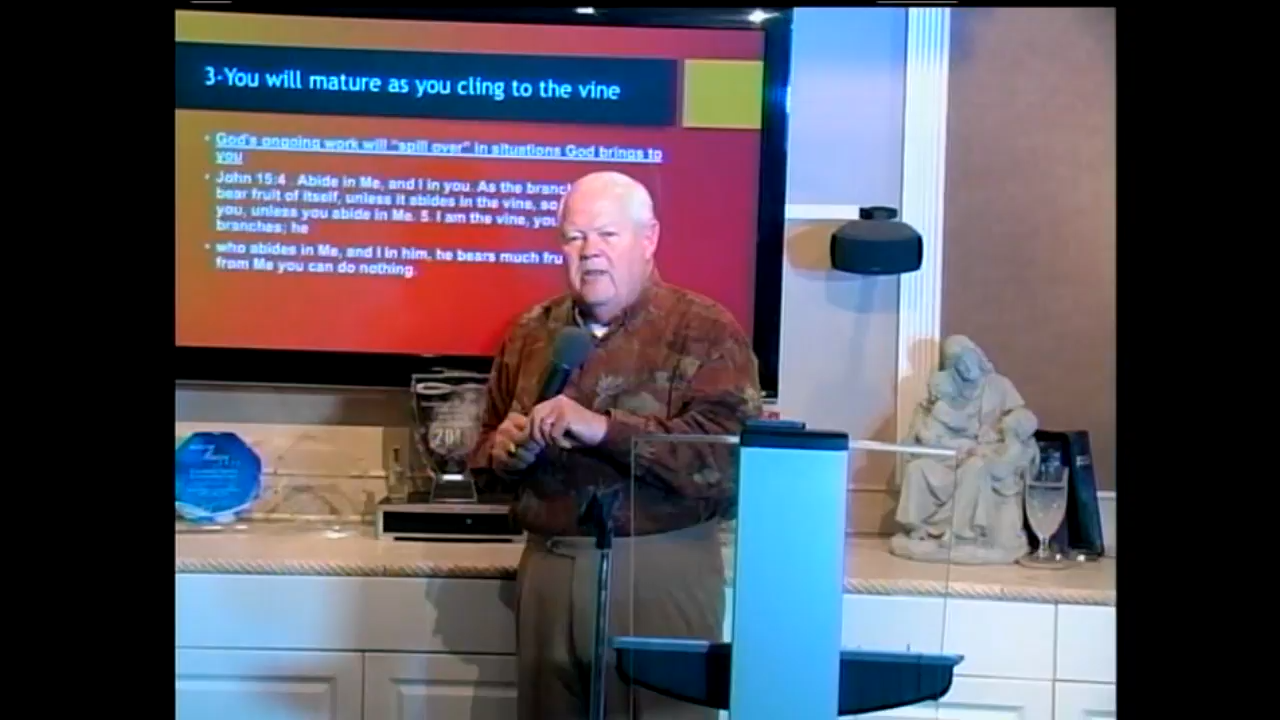 3-You will mature as you cling to the vine
• God's ongoing work will "spill over" in situations God brings to
you
• John 15:4 Abide in Me, and I in you. As the branc
bear fruit of itself, unless it abides in the vine, so
you, unless you abide in Me. 5. I am the vine, you
branches; he
• who abides in Me, and I in him, he bears much fru
from Me you can do nothing.